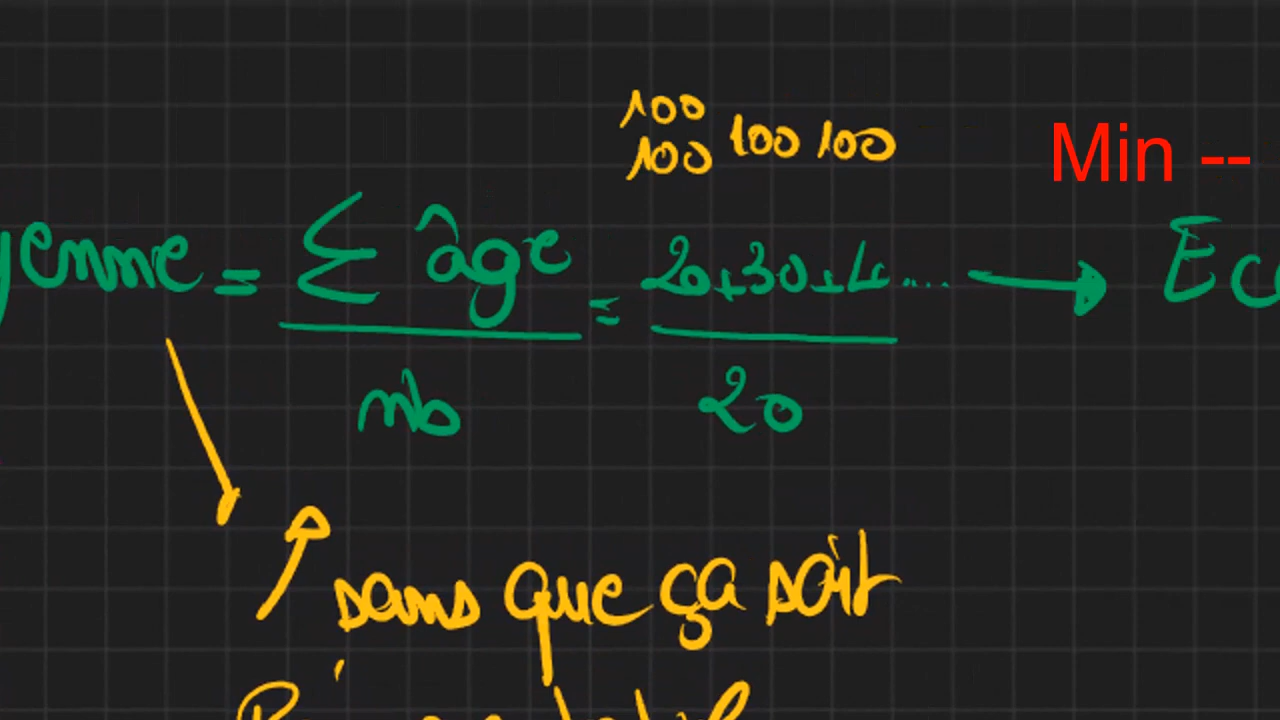 100
100 100 100
Min --
yenne = Σ âge = 20+30+4.... → Ec
nb 20
sans que ça soit